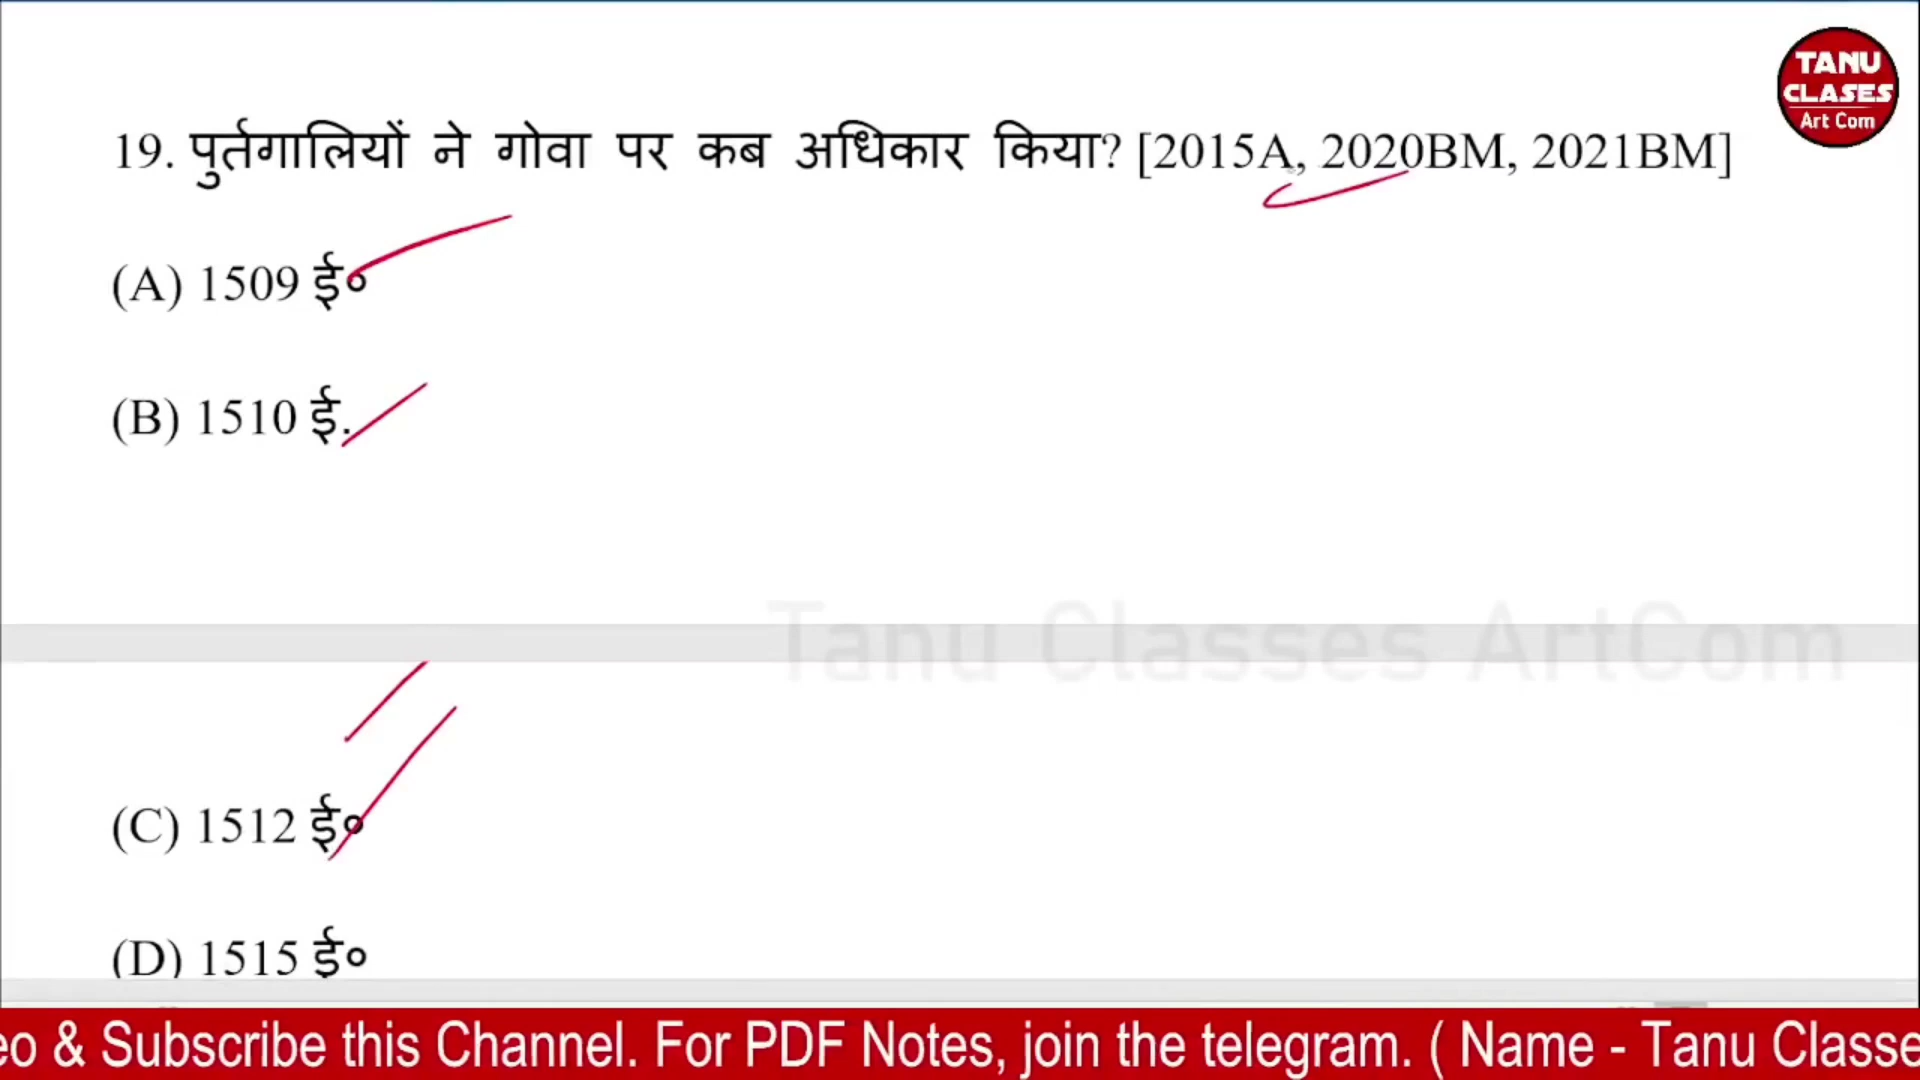 TANU
CLASES
Art Com
19. पुर्तगालियों ने गोवा पर कब अधिकार किया? [2015A, 2020BM, 2021BM]
(A) 1509 ई०
(B) 1510 ई.
Tanu Classes ArtCom
(C) 1512 ई०
(D) 1515 ई०
eo & Subscribe this Channel. For PDF Notes, join the telegram. ( Name - Tanu Classe